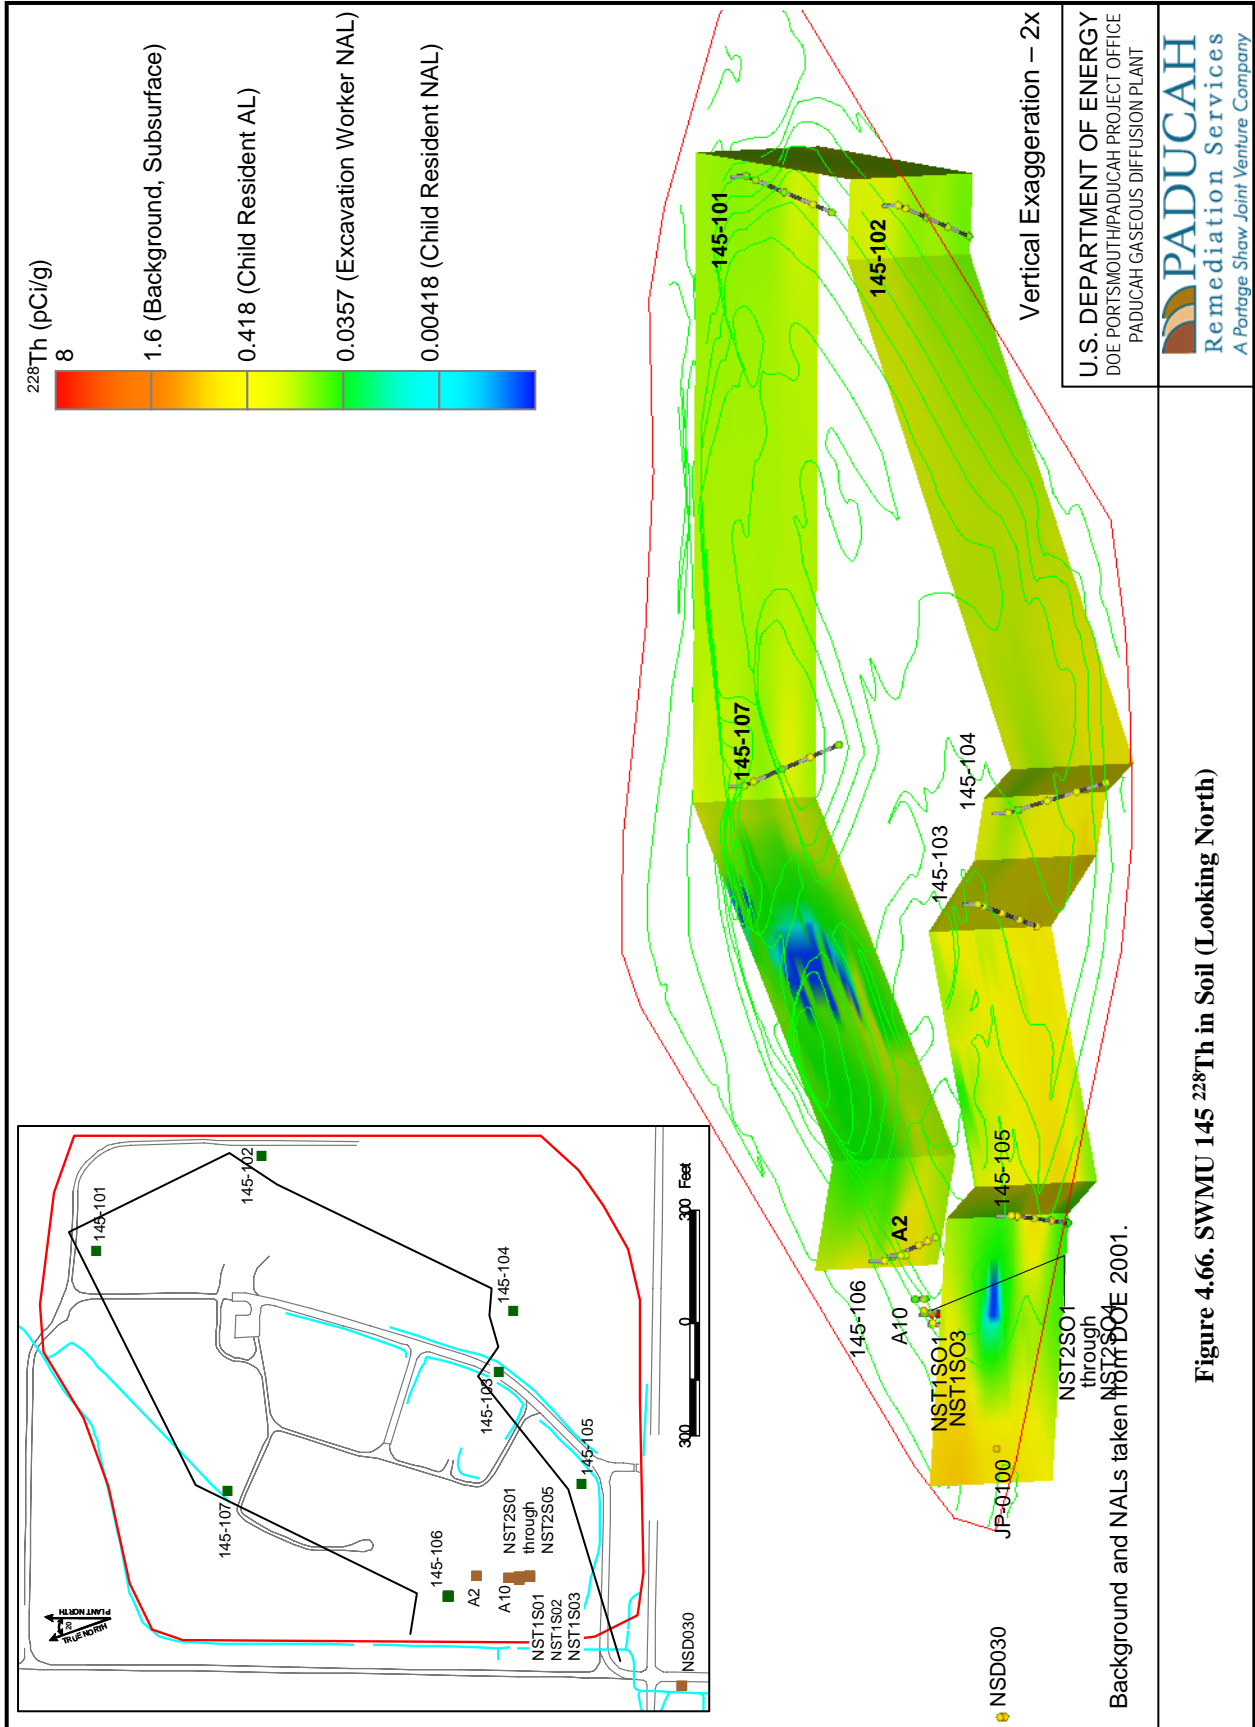 ²²⁸Th (pCi/g)
8
1.6 (Background, Subsurface)
0.418 (Child Resident AL)
0.0357 (Excavation Worker NAL)
0.00418 (Child Resident NAL)
TRUE NORTH
20
PLANT NORTH
145-101
145-102
145-107
145-104
145-103
145-105
145-106
A2
A10
NST2S01
through
NST2S05
NST1S01
NST1S02
NST1S03
NSD030
300
0
300 Feet
145-101
145-102
145-107
145-104
145-103
145-105
A2
145-106
A10
NST1SO1
NST1SO3
NST2SO1
through
NST2SO4
JP-0100
NSD030
Vertical Exaggeration – 2x
Background and NALs taken from DOE 2001.
U.S. DEPARTMENT OF ENERGY
DOE PORTSMOUTH/PADUCAH PROJECT OFFICE
PADUCAH GASEOUS DIFFUSION PLANT
PADUCAH
Remediation Services
A Portage Shaw Joint Venture Company
Figure 4.66. SWMU 145 ²²⁸Th in Soil (Looking North)